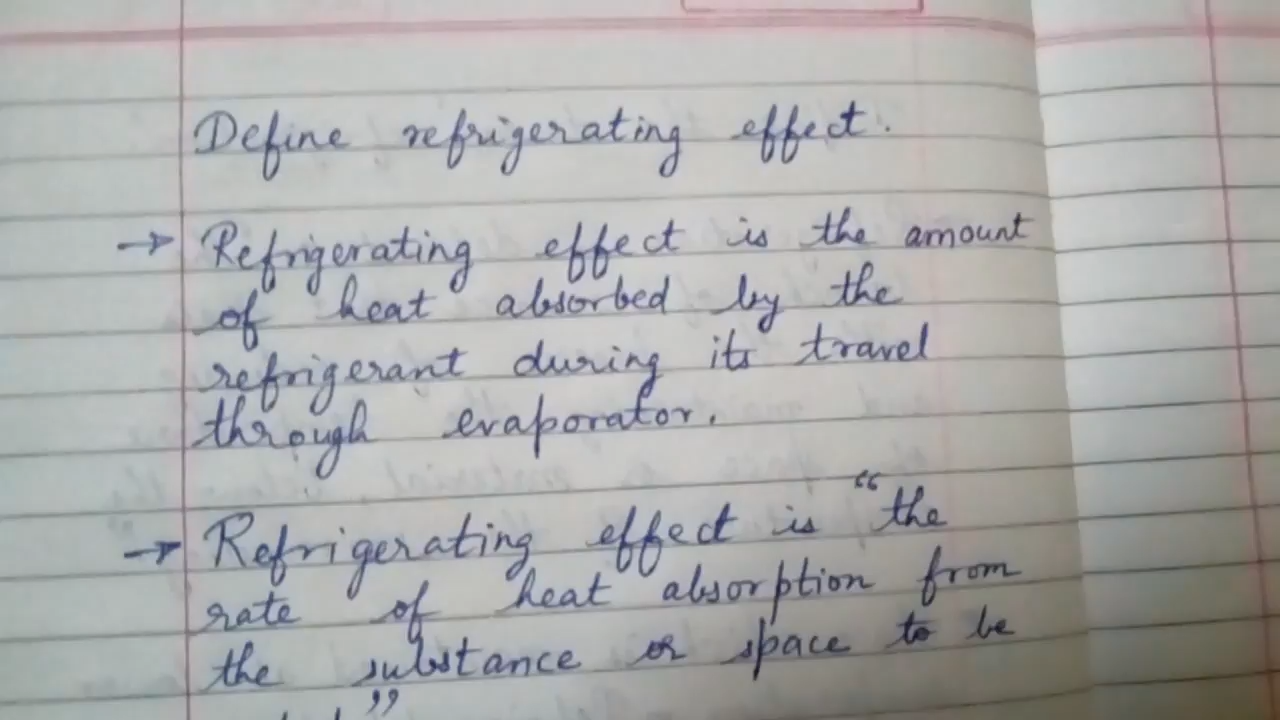 Define refrigerating effect.
→ Refrigerating effect is the amount
of heat absorbed by the
refrigerant during its travel
through evaporator.
→ Refrigerating effect is “the
rate of heat absorption from
the substance or space to be
”